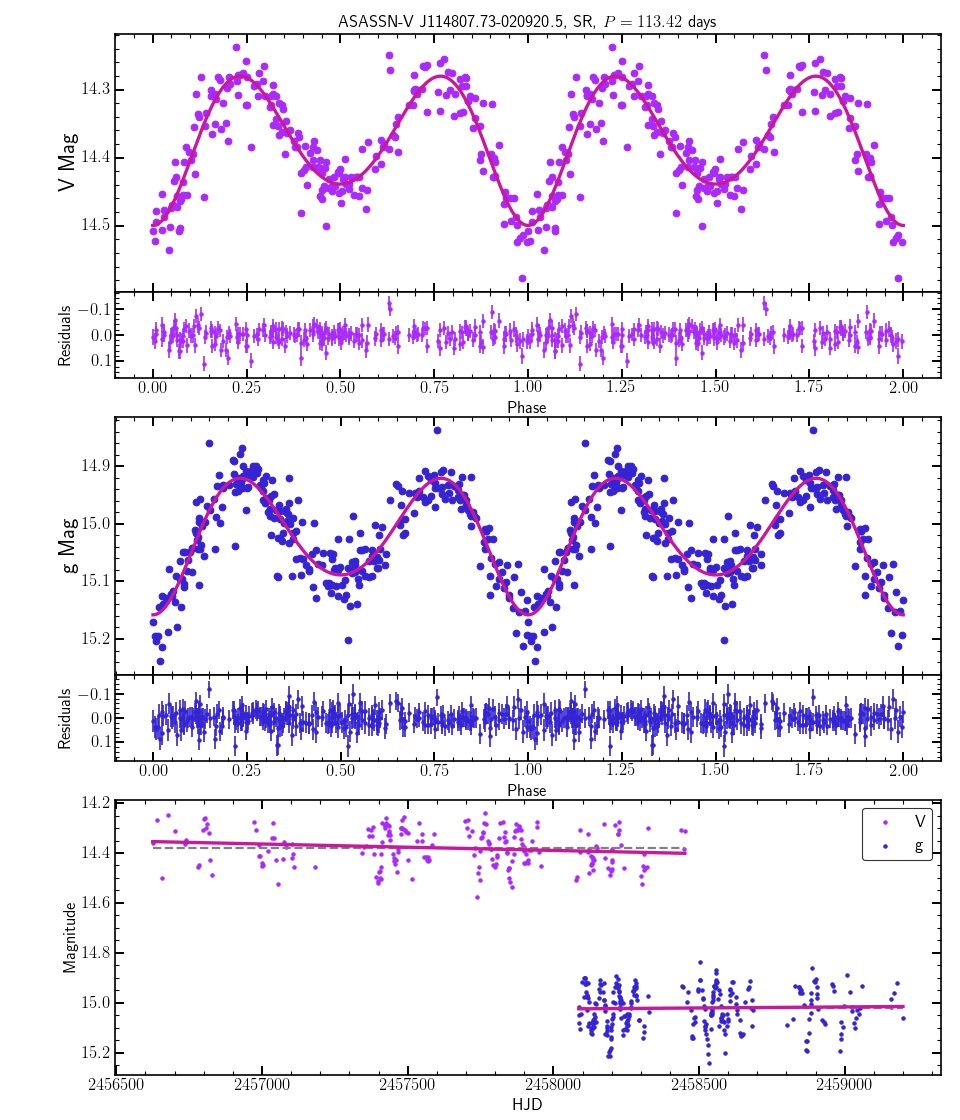 ASASSN-V J114807.73-020920.5, SR, P = 113.42 days
14.3
14.4
14.5
V Mag
−0.1
0.0
0.1
Residuals
0.00 0.25 0.50 0.75 1.00 1.25 1.50 1.75 2.00
Phase
14.9
15.0
15.1
15.2
g Mag
−0.1
0.0
0.1
Residuals
0.00 0.25 0.50 0.75 1.00 1.25 1.50 1.75 2.00
Phase
14.2
14.4
14.6
14.8
15.0
15.2
Magnitude
V
g
2456500 2457000 2457500 2458000 2458500 2459000
HJD